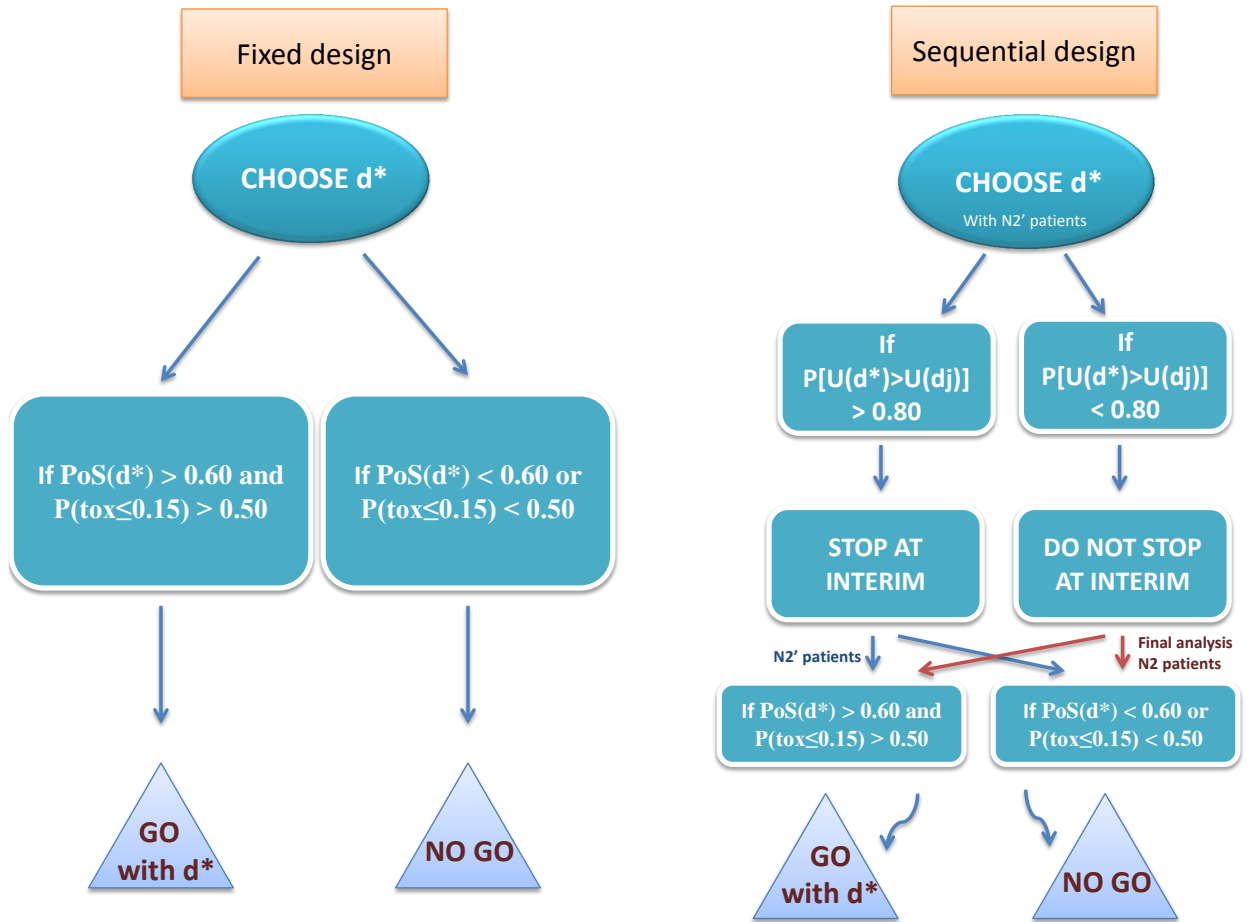 Fixed design
CHOOSE d*
If PoS(d*) > 0.60 and
P(tox≤0.15) > 0.50
If PoS(d*) < 0.60 or
P(tox≤0.15) < 0.50
GO
with d*
NO GO
Sequential design
CHOOSE d*
With N2' patients
If
P[U(d*)>U(dj)]
> 0.80
If
P[U(d*)>U(dj)]
< 0.80
STOP AT
INTERIM
DO NOT STOP
AT INTERIM
N2' patients
Final analysis
N2 patients
If PoS(d*) > 0.60 and
P(tox≤0.15) > 0.50
If PoS(d*) < 0.60 or
P(tox≤0.15) < 0.50
GO
with d*
NO GO